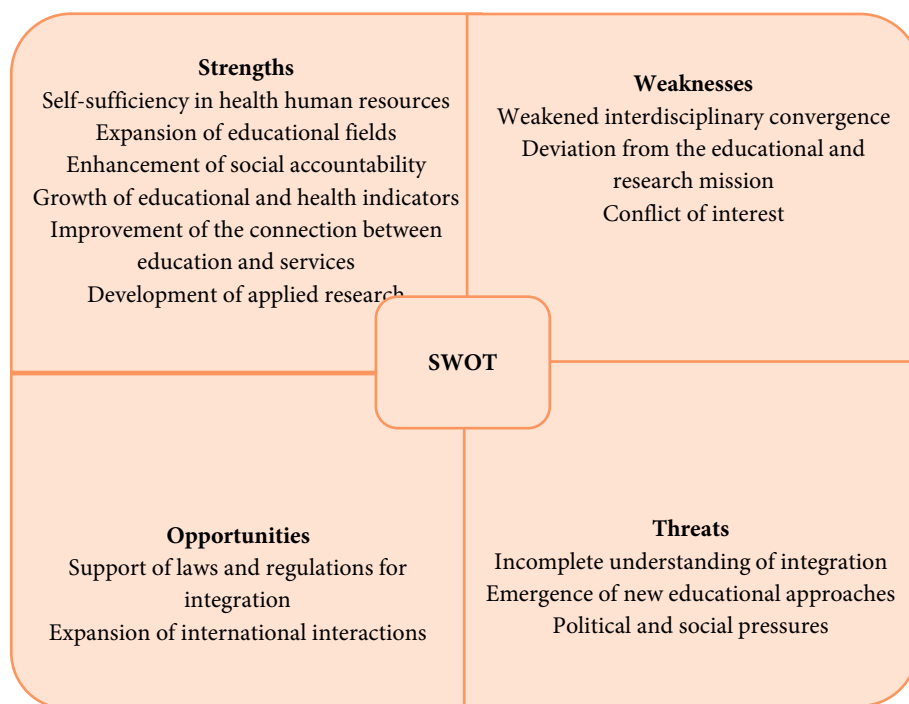 Strengths
Self-sufficiency in health human resources
Expansion of educational fields
Enhancement of social accountability
Growth of educational and health indicators
Improvement of the connection between
education and services
Development of applied research
Weaknesses
Weakened interdisciplinary convergence
Deviation from the educational and
research mission
Conflict of interest
SWOT
Opportunities
Support of laws and regulations for
integration
Expansion of international interactions
Threats
Incomplete understanding of integration
Emergence of new educational approaches
Political and social pressures